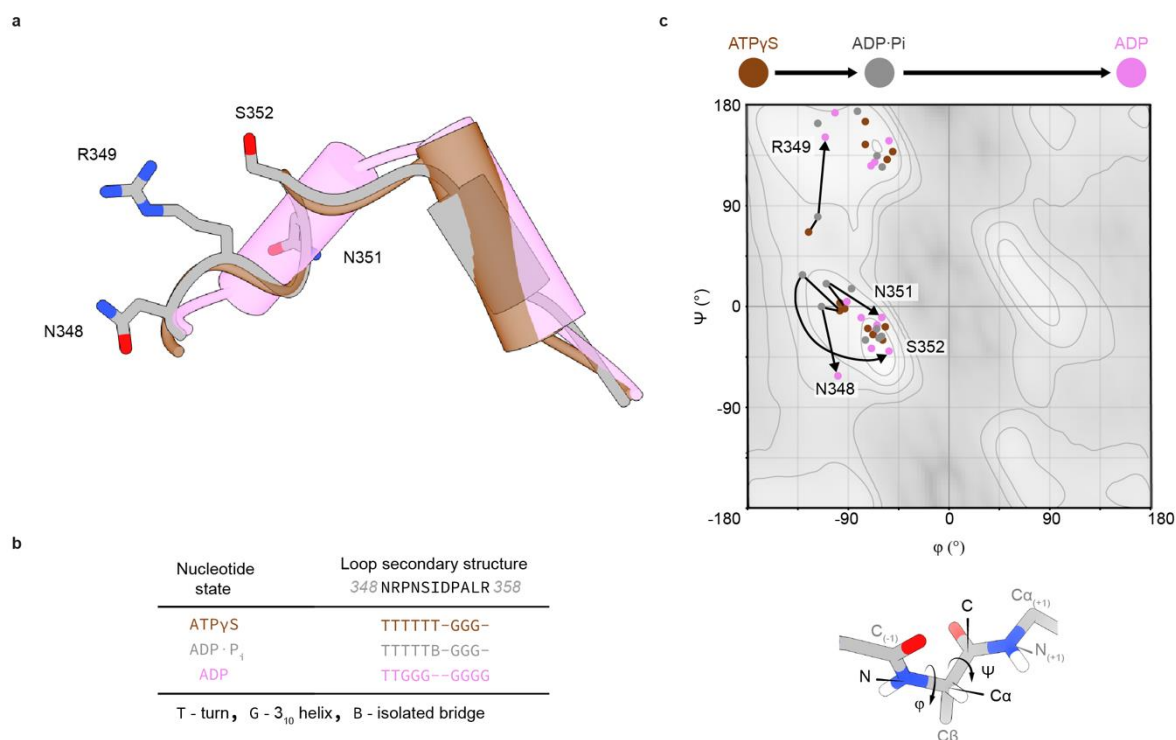 a
S352
R349
N351
N348
b
Nucleotide state
Loop secondary structure
348 NRPNSIDPALR 358
ATPγS TTTTTT-GGG-
ADP·Pi TTTTTB-GGG-
ADP TTGGG--GGGG
T - turn, G - 3₁₀ helix, B - isolated bridge
c
ATPγS ADP·Pi ADP
180
R349
90
N351
0
S352
N348
-90
-180
Ψ (°)
-90 0 90 180
φ (°)
C(-1)
C
Cα(+1)
N
N(+1)
Ψ
φ
Cα
Cβ